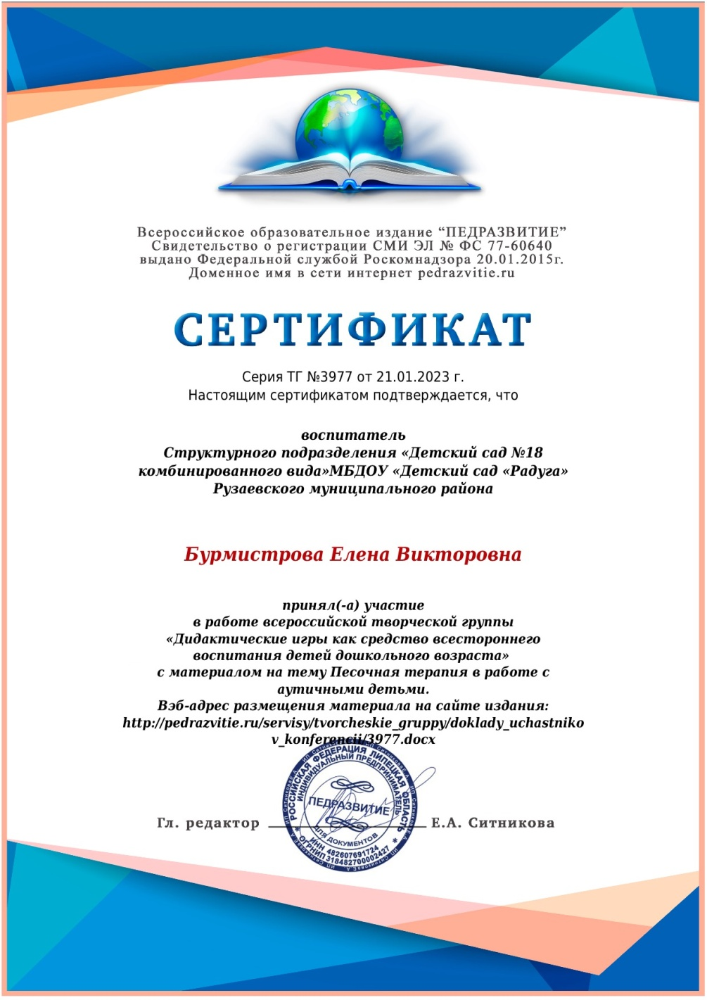 Всероссийское образовательное издание “ПЕДРАЗВИТИЕ”
Свидетельство о регистрации СМИ ЭЛ № ФС 77-60640
выдано Федеральной службой Роскомнадзора 20.01.2015г.
Доменное имя в сети интернет pedrazvitie.ru
СЕРТИФИКАТ
Серия ТГ №3977 от 21.01.2023 г.
Настоящим сертификатом подтверждается, что
воспитатель
Структурного подразделения «Детский сад №18
комбинированного вида»МБДОУ «Детский сад «Радуга»
Рузаевского муниципального района
Бурмистрова Елена Викторовна
принял(-а) участие
в работе всероссийской творческой группы
«Дидактические игры как средство всестороннего
воспитания детей дошкольного возраста»
с материалом на тему Песочная терапия в работе с
аутичными детьми.
Вэб-адрес размещения материала на сайте издания:
http://pedrazvitie.ru/servisy/tvorcheskie_gruppy/doklady_uchastniko
v_konferencii/3977.docx
РОССИЙСКАЯ ФЕДЕРАЦИЯ ЛИПЕЦКАЯ ОБЛАСТЬ
ИНДИВИДУАЛЬНЫЙ ПРЕДПРИНИМАТЕЛЬ
ПЕДРАЗВИТИЕ
ДЛЯ ДОКУМЕНТОВ
ИНН 482607691724
ОГРНИП 318482700002427
Гл. редактор Е.А. Ситникова